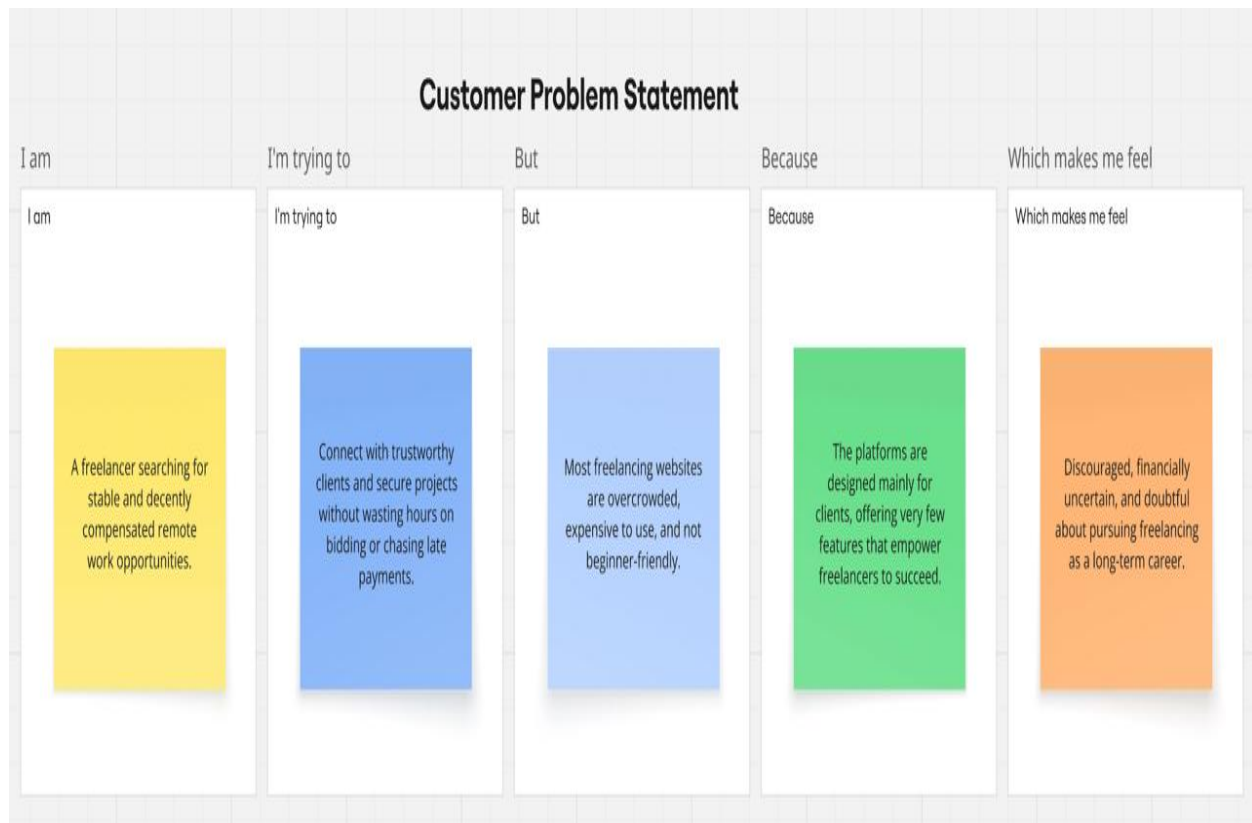 Customer Problem Statement
I am
I'm trying to
But
Because
Which makes me feel
I am
I'm trying to
But
Because
Which makes me feel
A freelancer searching for
stable and decently
compensated remote
work opportunities.
Connect with trustworthy
clients and secure projects
without wasting hours on
bidding or chasing late
payments.
Most freelancing websites
are overcrowded,
expensive to use, and not
beginner-friendly.
The platforms are
designed mainly for
clients, offering very few
features that empower
freelancers to succeed.
Discouraged, financially
uncertain, and doubtful
about pursuing freelancing
as a long-term career.